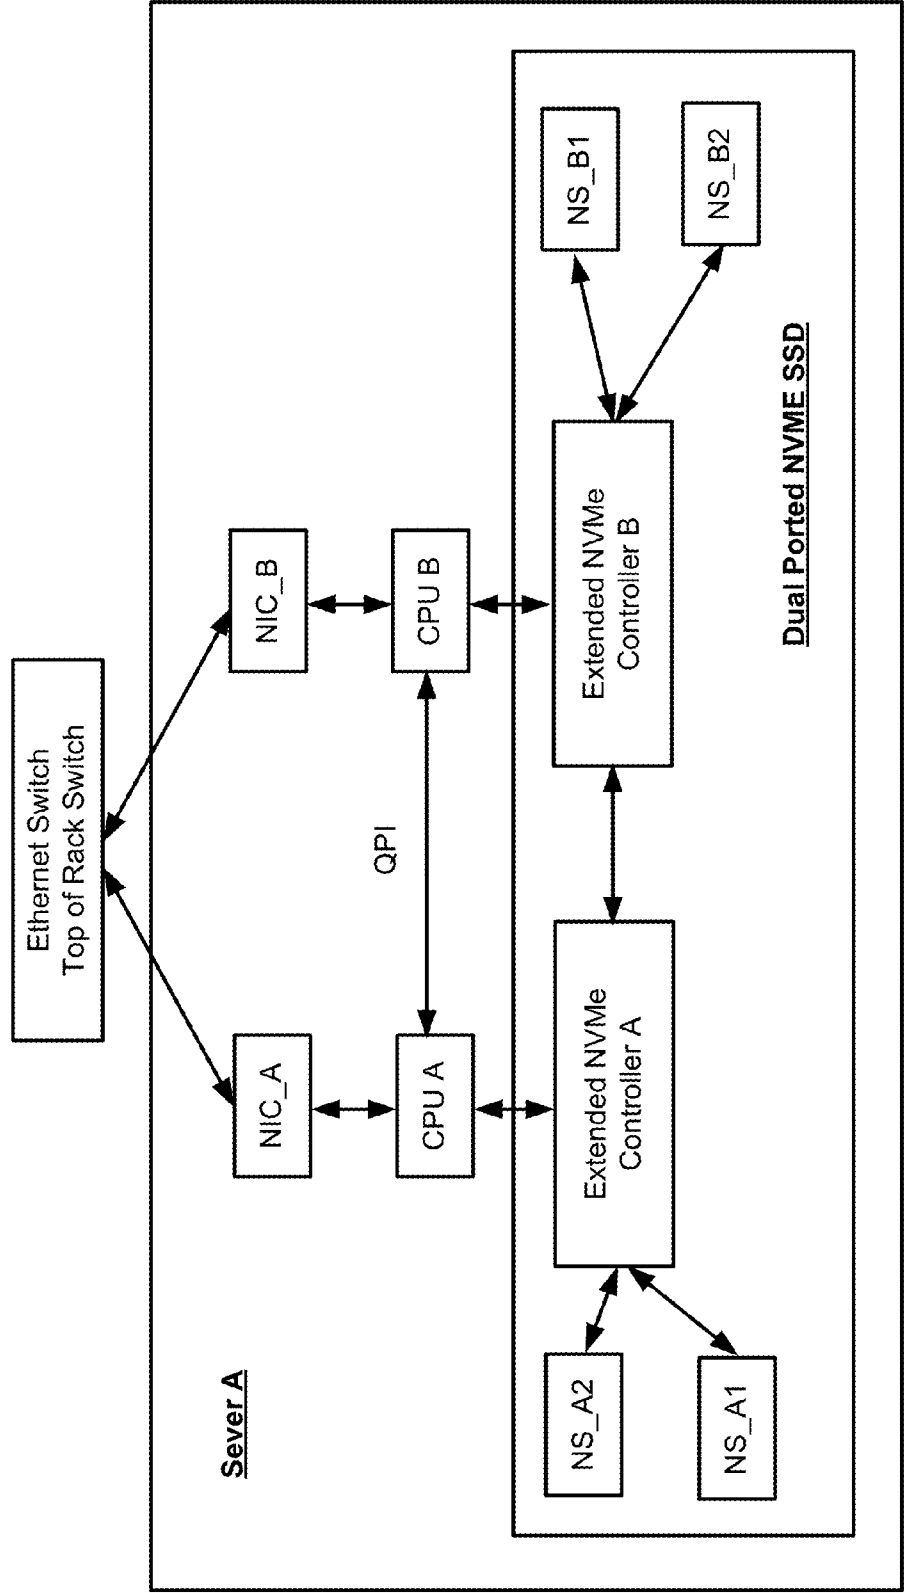 Ethernet Switch
Top of Rack Switch
Sever A
NIC_A
NIC_B
CPU A
QPI
CPU B
NS_A2
NS_A1
Extended NVMe
Controller A
Extended NVMe
Controller B
NS_B1
NS_B2
Dual Ported NVME SSD